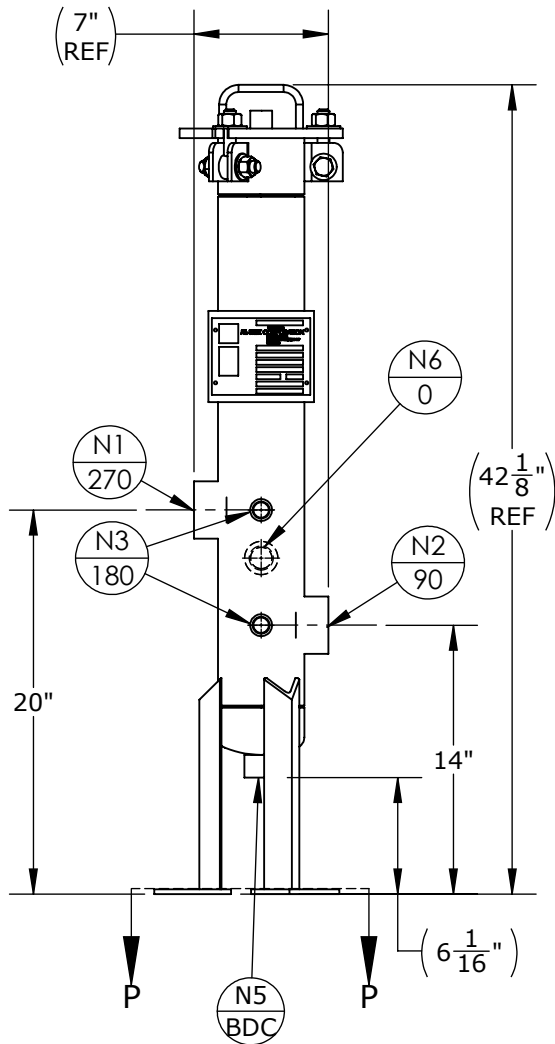 7"
REF
N6
0
N1
270
42 1/8"
REF
N3
180
N2
90
20"
14"
6 1/16"
P
P
N5
BDC